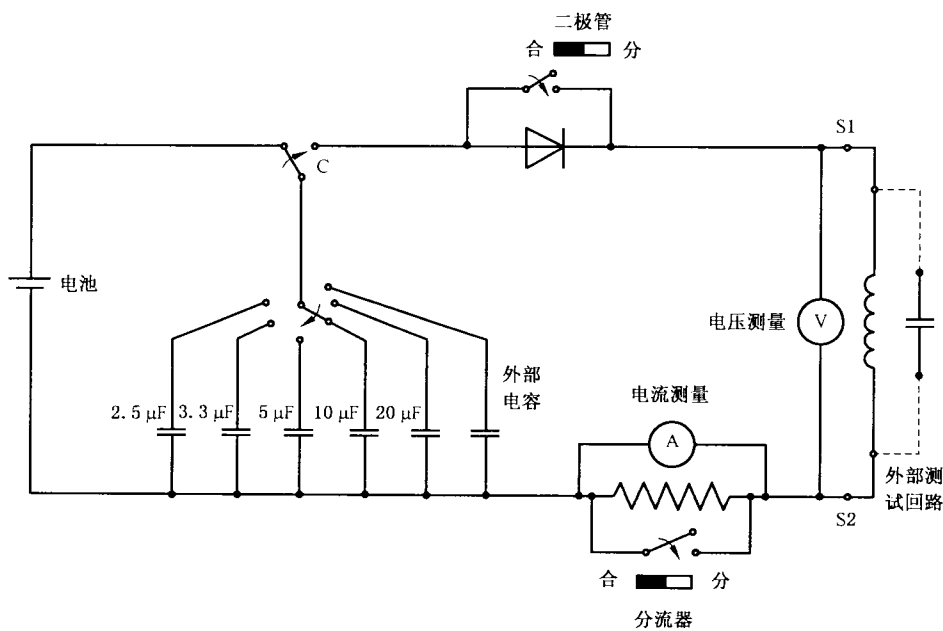 二极管
合 分
S1
C
电池
电压测量 V
外部
电容
2.5 μF 3.3 μF 5 μF 10 μF 20 μF
电流测量
A
外部测
试回路
S2
合 分
分流器